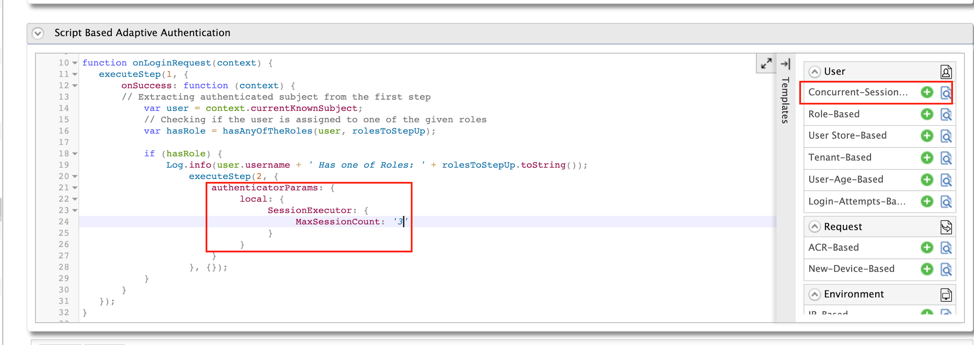 Script Based Adaptive Authentication
10 function onLoginRequest(context) {
11 executeStep(1, {
12 onSuccess: function (context) {
13 // Extracting authenticated subject from the first step
14 var user = context.currentKnownSubject;
15 // Checking if the user is assigned to one of the given roles
16 var hasRole = hasAnyOfTheRoles(user, rolesToStepUp);
17
18 if (hasRole) {
19 Log.info(user.username + ' Has one of Roles: ' + rolesToStepUp.toString());
20 executeStep(2, {
21 authenticatorParams: {
22 local: {
23 SessionExecutor: {
24 MaxSessionCount: '3'
25 }
26 }
27 }
28 }, {});
29 }
30 }
31 });
32 }
Templates
User
Concurrent-Session...
Role-Based
User Store-Based
Tenant-Based
User-Age-Based
Login-Attempts-Ba...
Request
ACR-Based
New-Device-Based
Environment